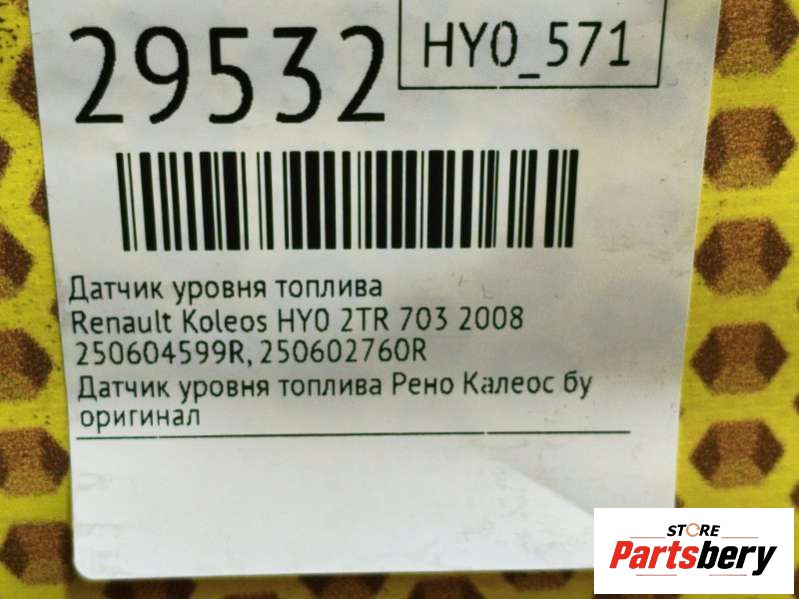 29532
HY0_571
Датчик уровня топлива
Renault Koleos HY0 2TR 703 2008
250604599R, 250602760R
Датчик уровня топлива Рено Калеос бу
оригинал
STORE
Partsbery